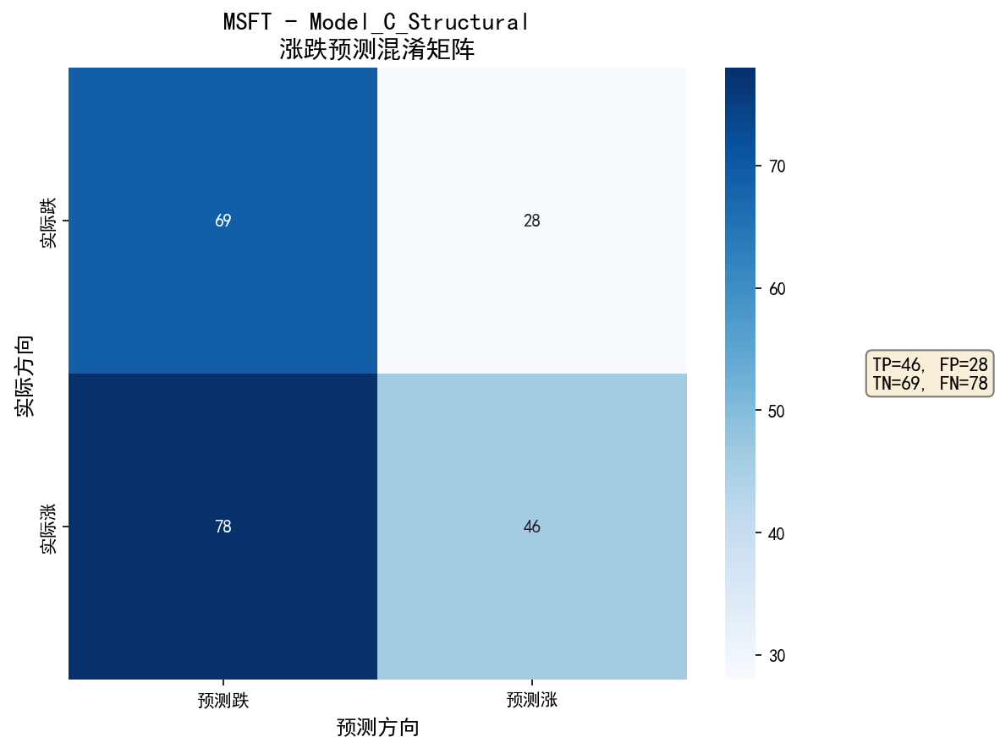 MSFT - Model_C_Structural
涨跌预测混淆矩阵
实际方向
实际跌
实际涨
69
28
78
46
预测跌
预测涨
预测方向
70
60
50
40
30
TP=46, FP=28
TN=69, FN=78